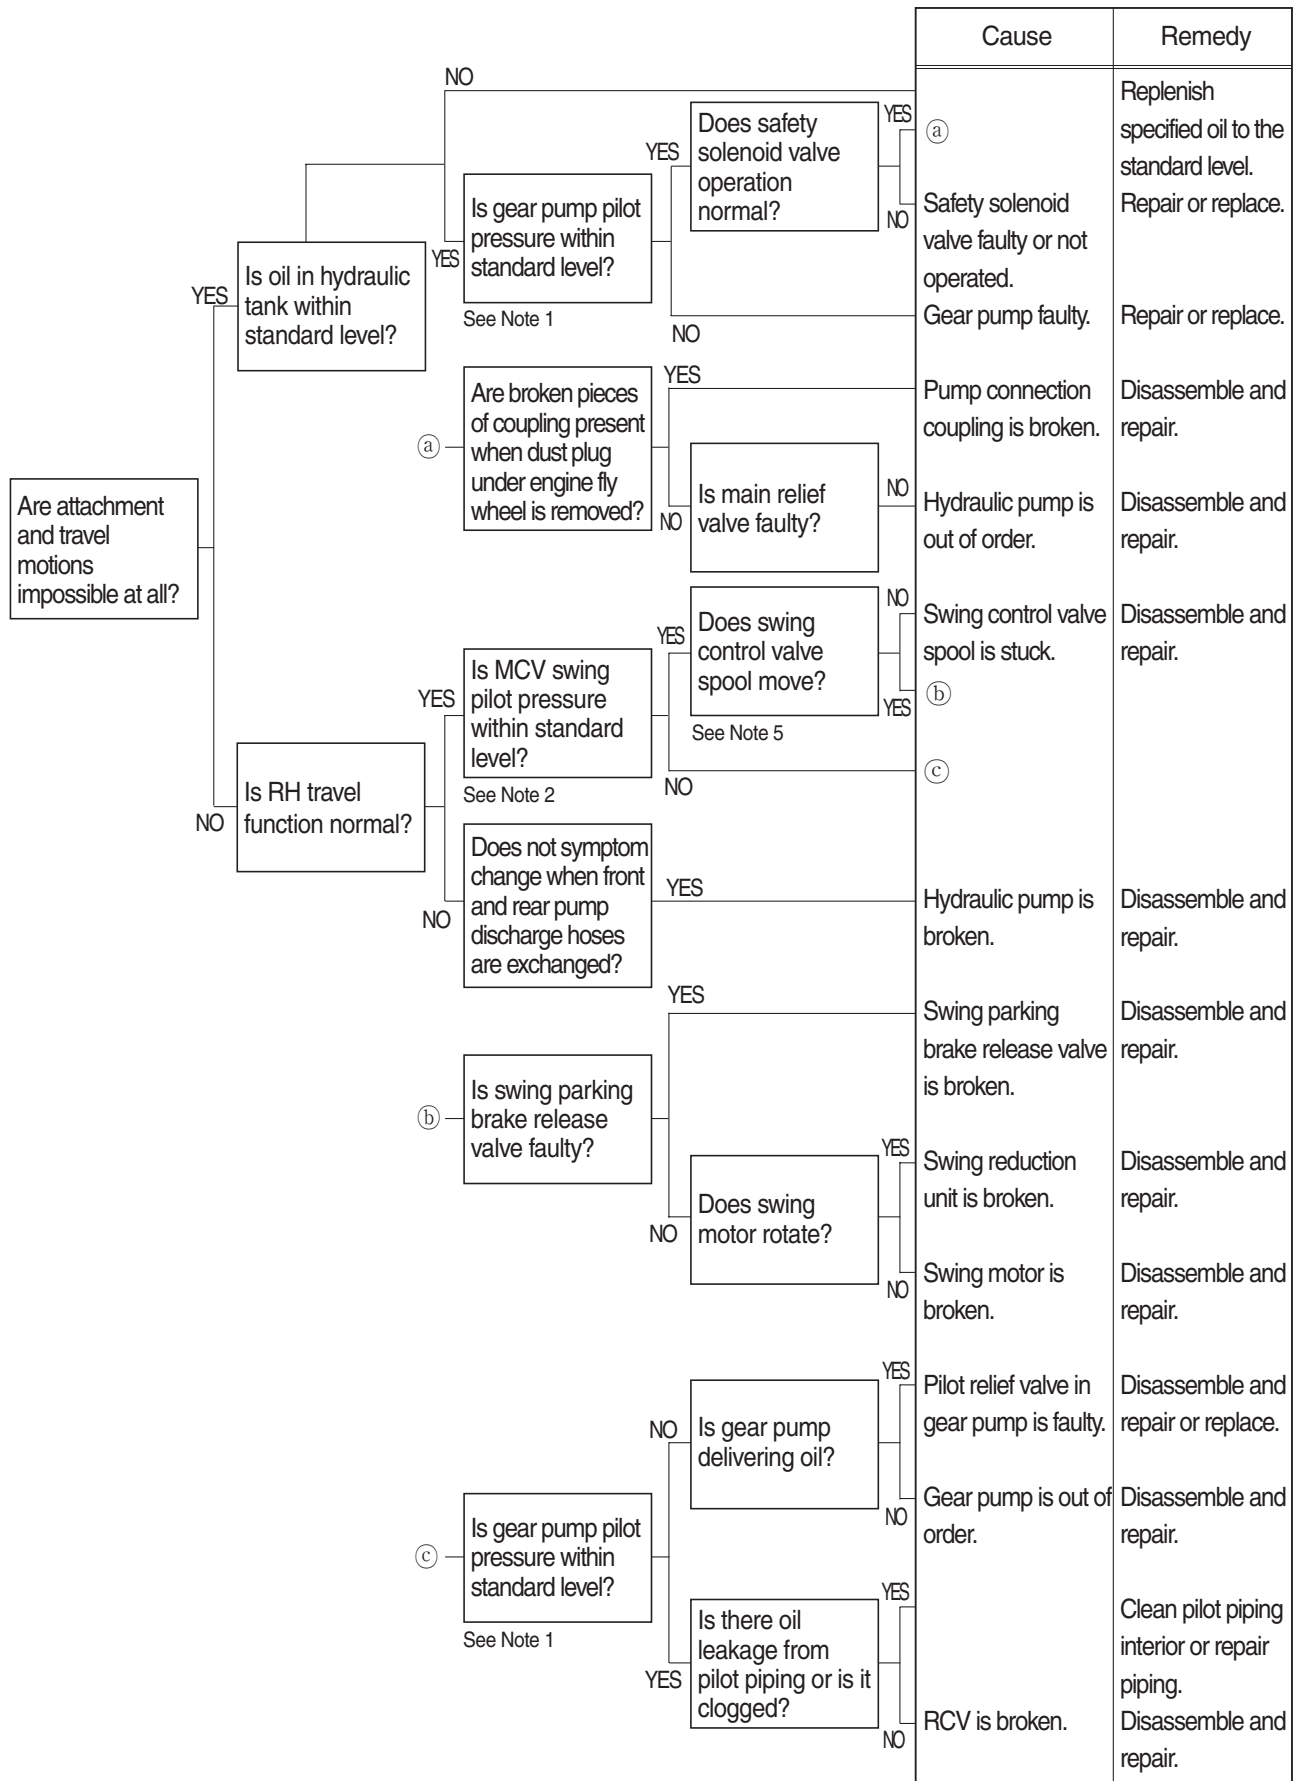 Cause
Remedy
NO
Replenish
specified oil to the
standard level.
Does safety
solenoid valve
operation
normal?
YES
ⓐ
YES
Is gear pump pilot
pressure within
standard level?
See Note 1
YES
NO
Safety solenoid
valve faulty or not
operated.
Repair or replace.
Is oil in hydraulic
tank within
standard level?
YES
NO
Gear pump faulty.
Repair or replace.
Are broken pieces
of coupling present
when dust plug
under engine fly
wheel is removed?
ⓐ
YES
Pump connection
coupling is broken.
Disassemble and
repair.
NO
Is main relief
valve faulty?
NO
Hydraulic pump is
out of order.
Disassemble and
repair.
Are attachment
and travel
motions
impossible at all?
Does swing
control valve
spool move?
See Note 5
NO
Swing control valve
spool is stuck.
Disassemble and
repair.
YES
ⓑ
YES
Is MCV swing
pilot pressure
within standard
level?
See Note 2
YES
NO
ⓒ
Is RH travel
function normal?
NO
Does not symptom
change when front
and rear pump
discharge hoses
are exchanged?
NO
YES
Hydraulic pump is
broken.
Disassemble and
repair.
YES
Swing parking
brake release valve
is broken.
Disassemble and
repair.
ⓑ
Is swing parking
brake release
valve faulty?
NO
Does swing
motor rotate?
YES
Swing reduction
unit is broken.
Disassemble and
repair.
NO
Swing motor is
broken.
Disassemble and
repair.
NO
Is gear pump
delivering oil?
YES
Pilot relief valve in
gear pump is faulty.
Disassemble and
repair or replace.
NO
Gear pump is out of
order.
Disassemble and
repair.
ⓒ
Is gear pump pilot
pressure within
standard level?
See Note 1
YES
Is there oil
leakage from
pilot piping or is it
clogged?
YES
Clean pilot piping
interior or repair
piping.
NO
RCV is broken.
Disassemble and
repair.